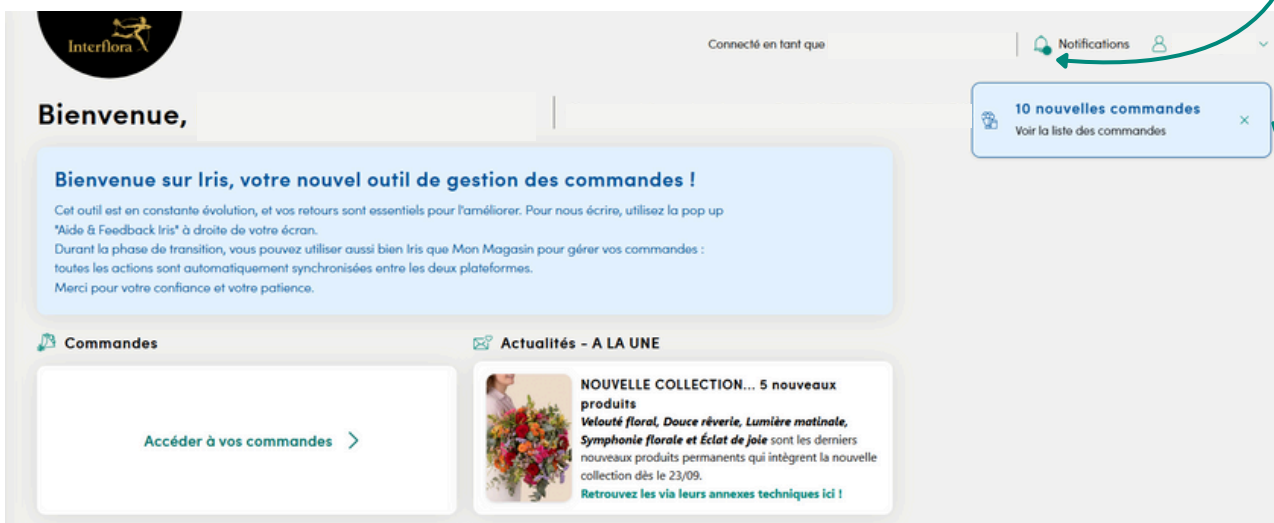 Interflora
Connecté en tant que
Notifications
Bienvenue,
10 nouvelles commandes
Voir la liste des commandes
Bienvenue sur Iris, votre nouvel outil de gestion des commandes !
Cet outil est en constante évolution, et vos retours sont essentiels pour l'améliorer. Pour nous écrire, utilisez la pop up
"Aide & Feedback Iris" à droite de votre écran.
Durant la phase de transition, vous pouvez utiliser aussi bien Iris que Mon Magasin pour gérer vos commandes :
toutes les actions sont automatiquement synchronisées entre les deux plateformes.
Merci pour votre confiance et votre patience.
Commandes
Accéder à vos commandes
Actualités - A LA UNE
NOUVELLE COLLECTION... 5 nouveaux
produits
Velouté floral, Douce rêverie, Lumière matinale,
Symphonie florale et Éclat de joie sont les derniers
nouveaux produits permanents qui intègrent la nouvelle
collection dès le 23/09.
Retrouvez les via leurs annexes techniques ici !